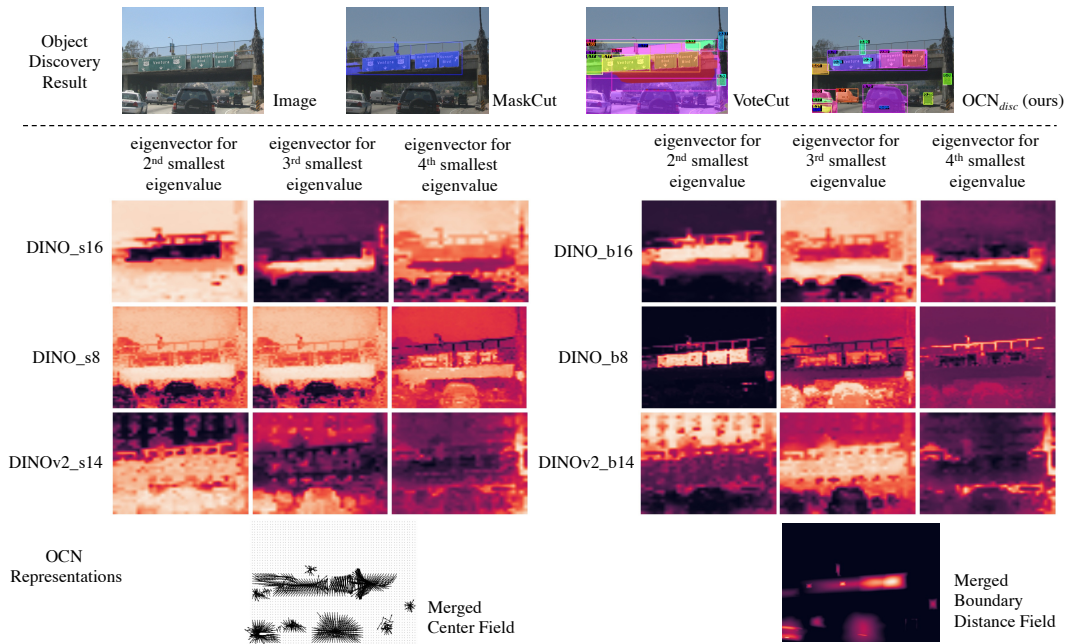 Object
Discovery
Result
Image
MaskCut
VoteCut
OCN_disc (ours)
eigenvector for
2nd smallest
eigenvalue
eigenvector for
3rd smallest
eigenvalue
eigenvector for
4th smallest
eigenvalue
eigenvector for
2nd smallest
eigenvalue
eigenvector for
3rd smallest
eigenvalue
eigenvector for
4th smallest
eigenvalue
DINO_s16
DINO_b16
DINO_s8
DINO_b8
DINOv2_s14
DINOv2_b14
OCN
Representations
Merged
Center Field
Merged
Boundary
Distance Field